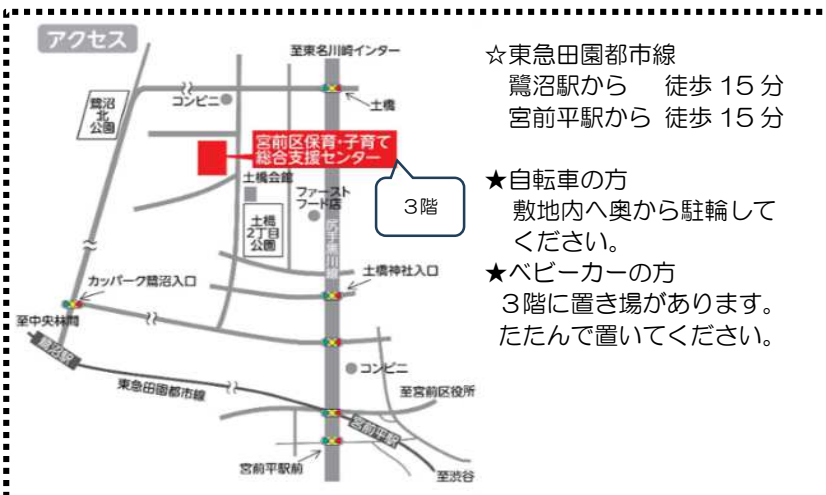 アクセス
至東名川崎インター
コンビニ
土橋
鷺沼
北
公園
宮前区保育・子育て
総合支援センター
3階
土橋会館
ファースト
フード店
土橋
2丁目
公園
尻手黒川線
土橋神社入口
カッパーク鷺沼入口
至中央林間
鷺沼駅
東急田園都市線
コンビニ
至宮前区役所
宮前平駅
宮前平駅前
至渋谷
☆東急田園都市線
鷺沼駅から 徒歩 15 分
宮前平駅から 徒歩 15 分
★自転車の方
敷地内へ奥から駐輪して
ください。
★ベビーカーの方
3階に置き場があります。
たたんで置いてください。